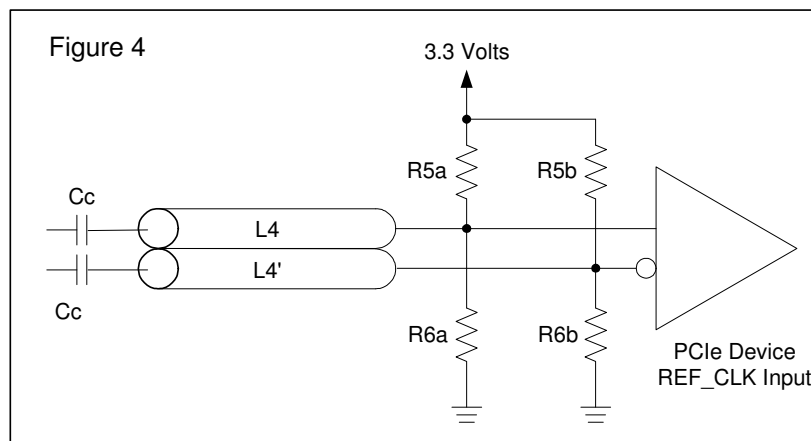 Figure 4
3.3 Volts
R5a
R5b
Cc
L4
L4'
Cc
R6a
R6b
PCIe Device
REF_CLK Input